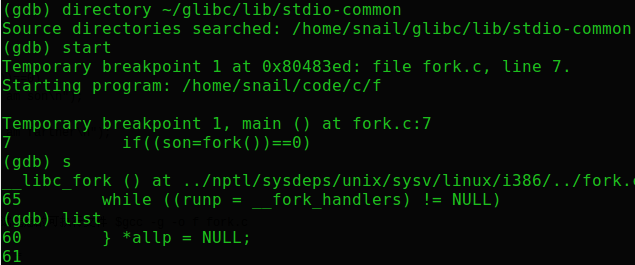 (gdb) directory ~/glibc/lib/stdio-common
Source directories searched: /home/snail/glibc/lib/stdio-common
(gdb) start
Temporary breakpoint 1 at 0x80483ed: file fork.c, line 7.
Starting program: /home/snail/code/c/f
Temporary breakpoint 1, main () at fork.c:7
7 if((son=fork())==0)
(gdb) s
__libc_fork () at ../nptl/sysdeps/unix/sysv/linux/i386/../fork.
65 while ((runp = __fork_handlers) != NULL)
(gdb) list
60 } *allp = NULL;
61